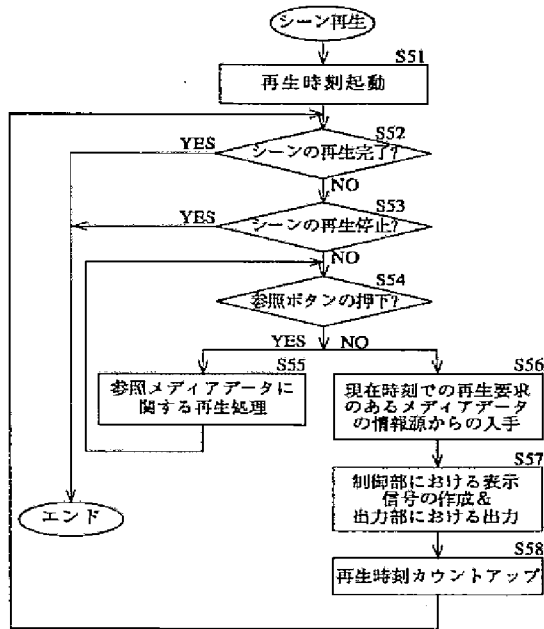 シーン再生
S51
再生時刻起動
S52
YES
シーンの再生完了?
NO
S53
YES
シーンの再生停止?
NO
S54
参照ボタンの押下?
YES
NO
S55
参照メディアデータに
関する再生処理
S56
現在時刻での再生要求
のあるメディアデータ
の情報源からの入手
S57
制御部における表示
信号の作成&
出力部における出力
エンド
S58
再生時刻カウントアップ